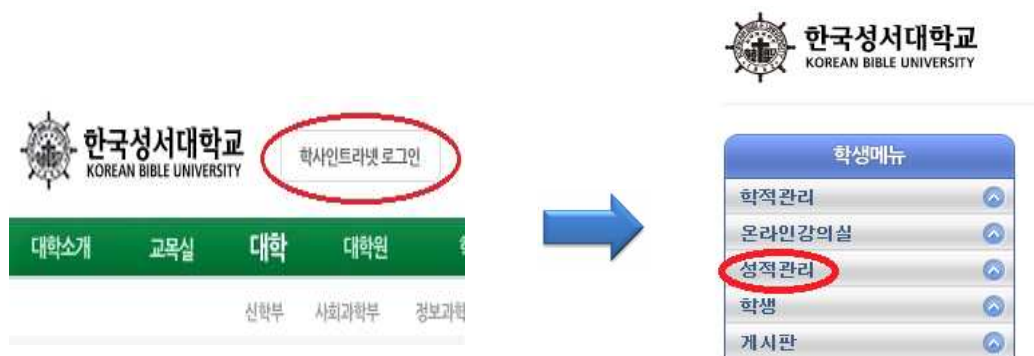 한국성서대학교
KOREAN BIBLE UNIVERSITY
학사인트라넷 로그인
대학소개 교목실 대학 대학원
신학부 사회과학부 정보과학
한국성서대학교
KOREAN BIBLE UNIVERSITY
학생메뉴
학적관리
온라인강의실
성적관리
학생
게시판